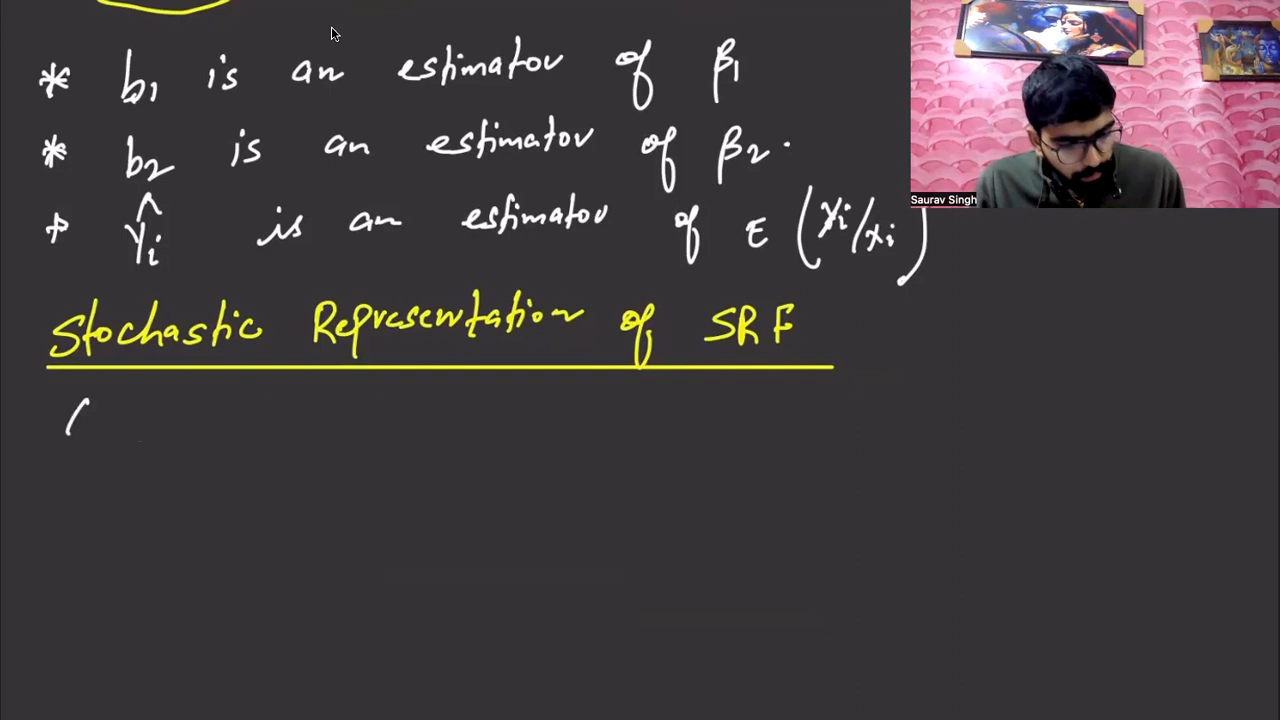 * b1 is an estimator of β1
* b2 is an estimator of β2.
* Ŷi is an estimator of E (Yi/xi)
Saurav Singh
Stochastic Representation of SRF
(